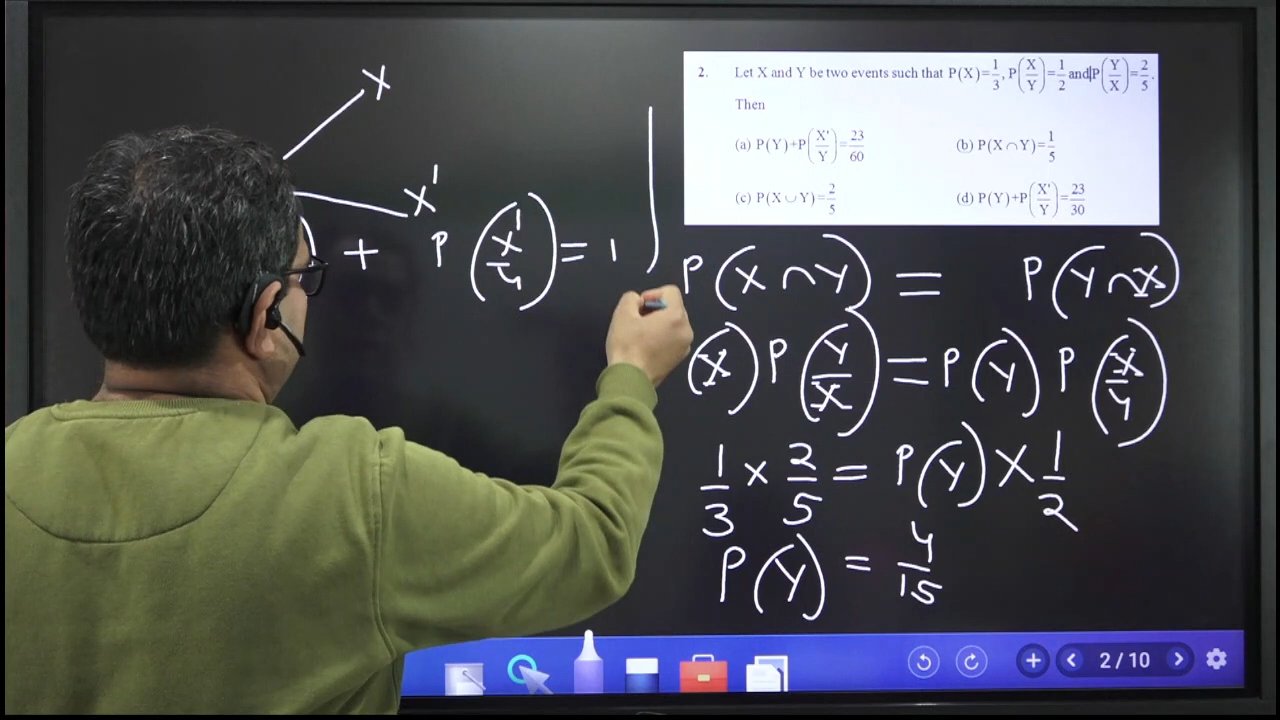 2. Let X and Y be two events such that P(X)=1/3, P(X/Y)=1/2 and P(Y/X)=2/5.
Then
(a) P(Y)+P(X'/Y)=23/60 (b) P(X∩Y)=1/5
(c) P(X∪Y)=2/5 (d) P(Y)+P(X'/Y)=23/30
X
X'
) + P(X'/Y) = 1
P(X∩Y) = P(Y∩X)
(X) P(Y/X) = P(Y) P(X/Y)
1/3 × 2/5 = P(Y) × 1/2
P(Y) = 4/15
2/10